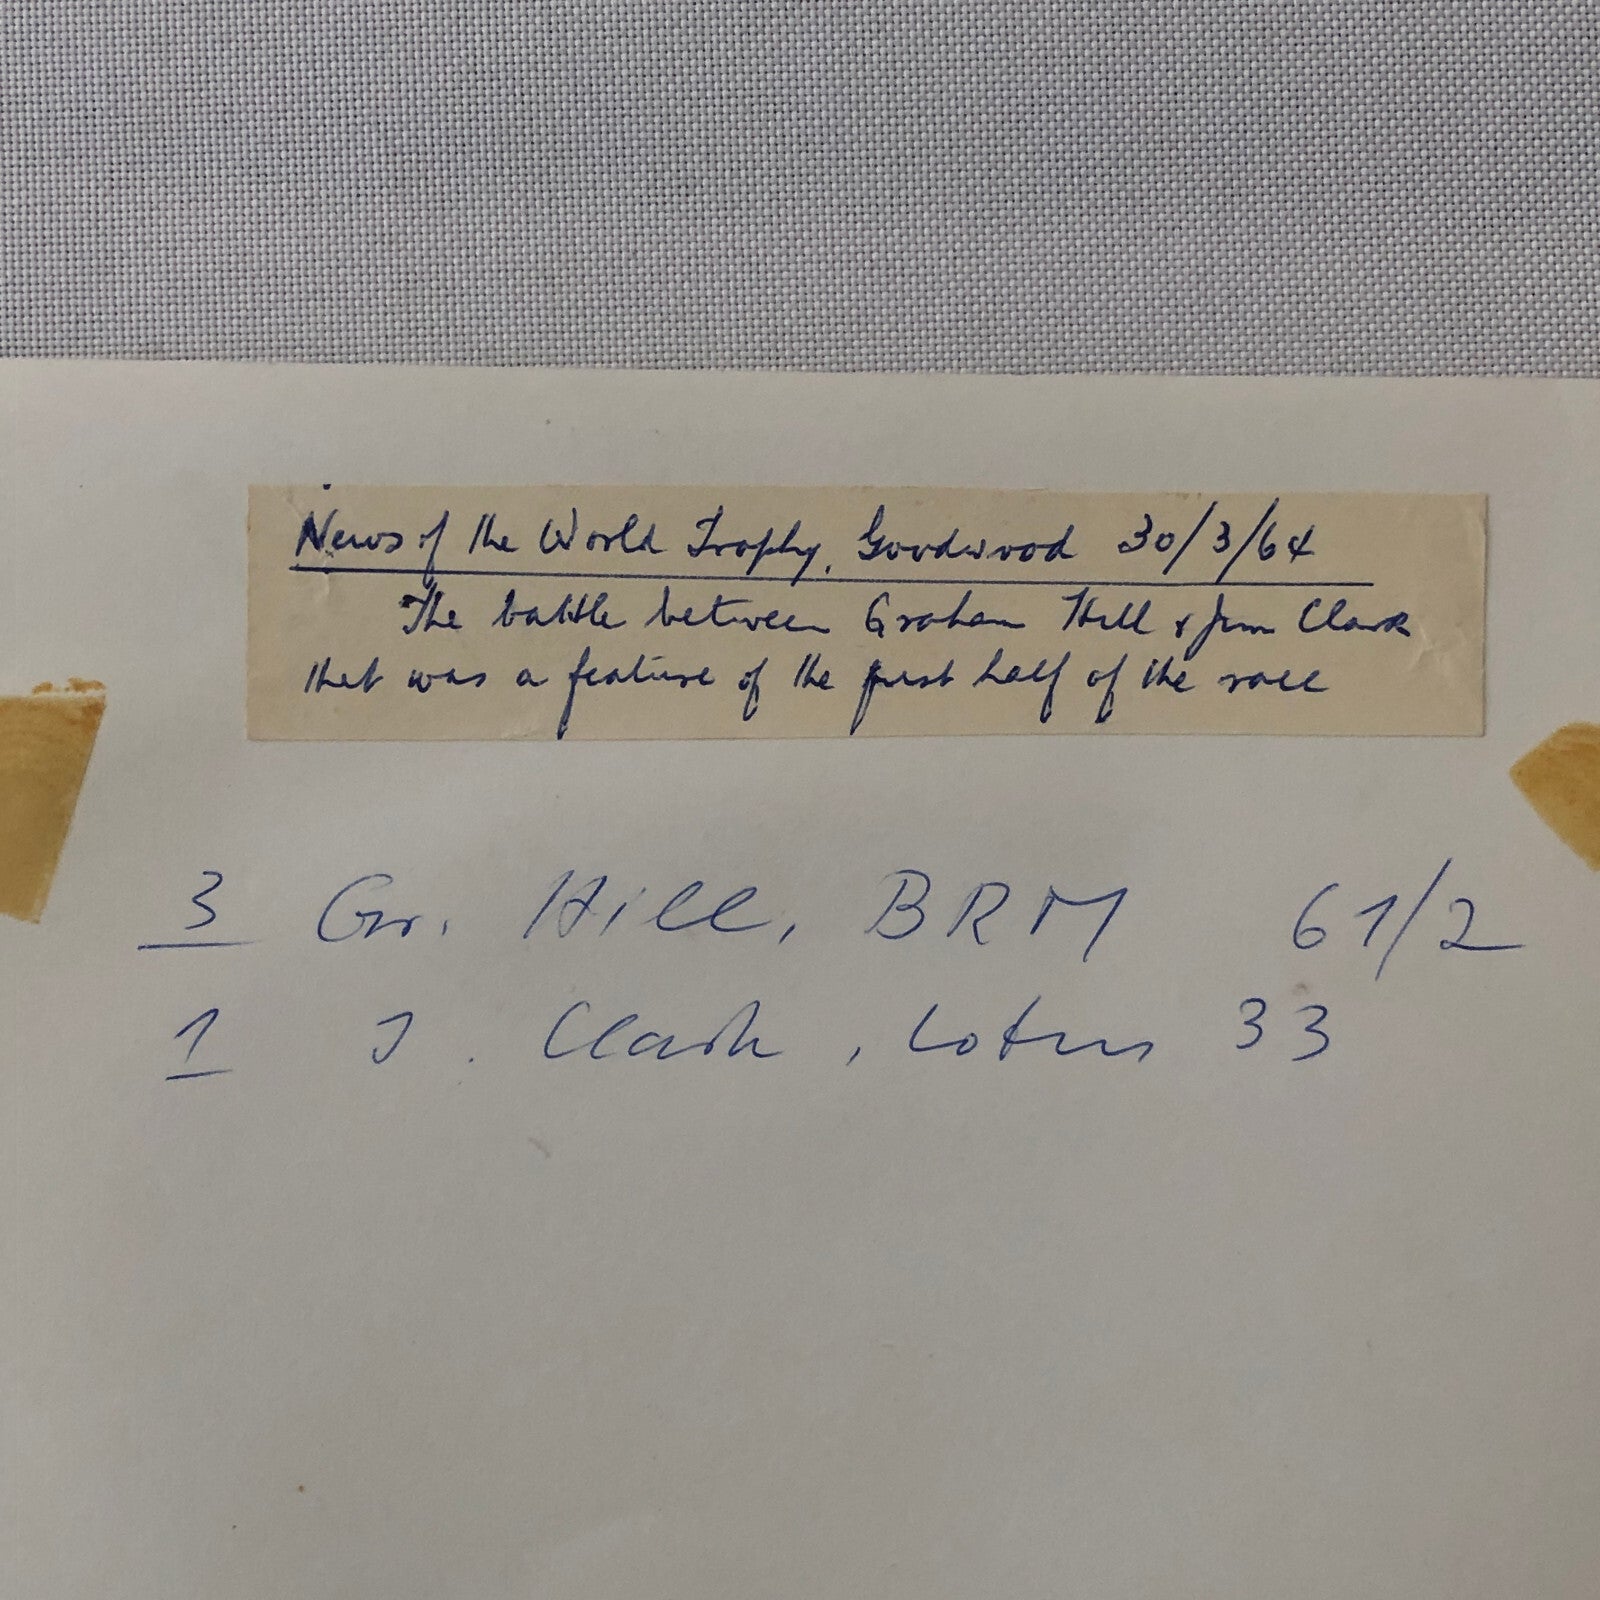 News of the World Trophy, Goodwood 30/3/64
The battle between Graham Hill & Jim Clark
that was a feature of the first half of the race
3 Gr. Hill, BRM 61/2
1 J. Clark, Lotus 33